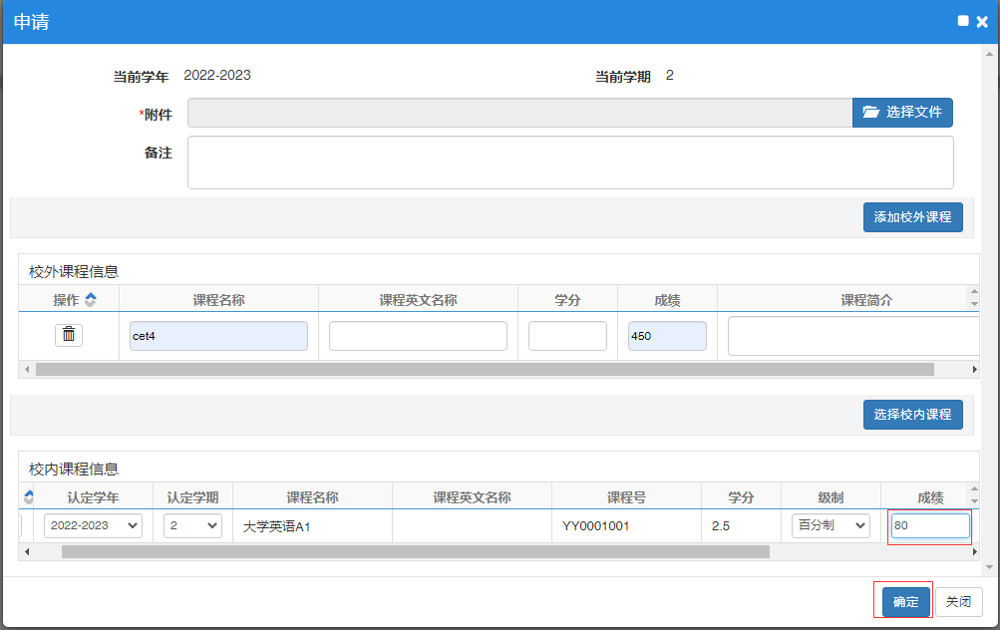 申请
当前学年 2022-2023 当前学期 2
*附件 选择文件
备注
添加校外课程
校外课程信息
操作 课程名称 课程英文名称 学分 成绩 课程简介
cet4 450
选择校内课程
校内课程信息
认定学年 认定学期 课程名称 课程英文名称 课程号 学分 级制 成绩
2022-2023 2 大学英语A1 YY0001001 2.5 百分制 80
确定 关闭